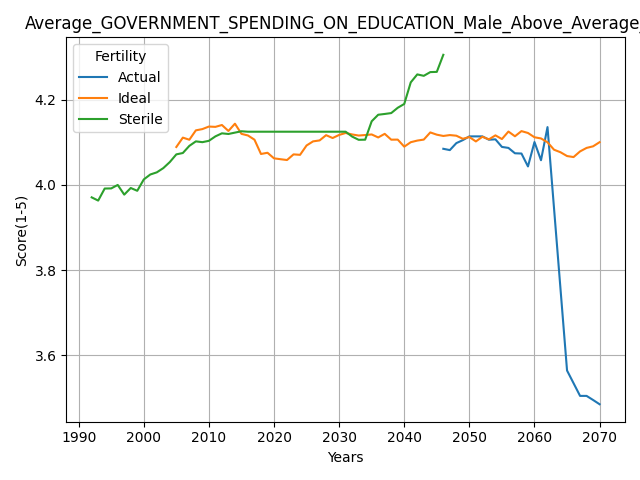 Average_GOVERNMENT_SPENDING_ON_EDUCATION_Male_Above_Average_
Fertility
Actual
Ideal
Sterile
Score(1-5)
4.2
4.0
3.8
3.6
1990 2000 2010 2020 2030 2040 2050 2060 2070
Years